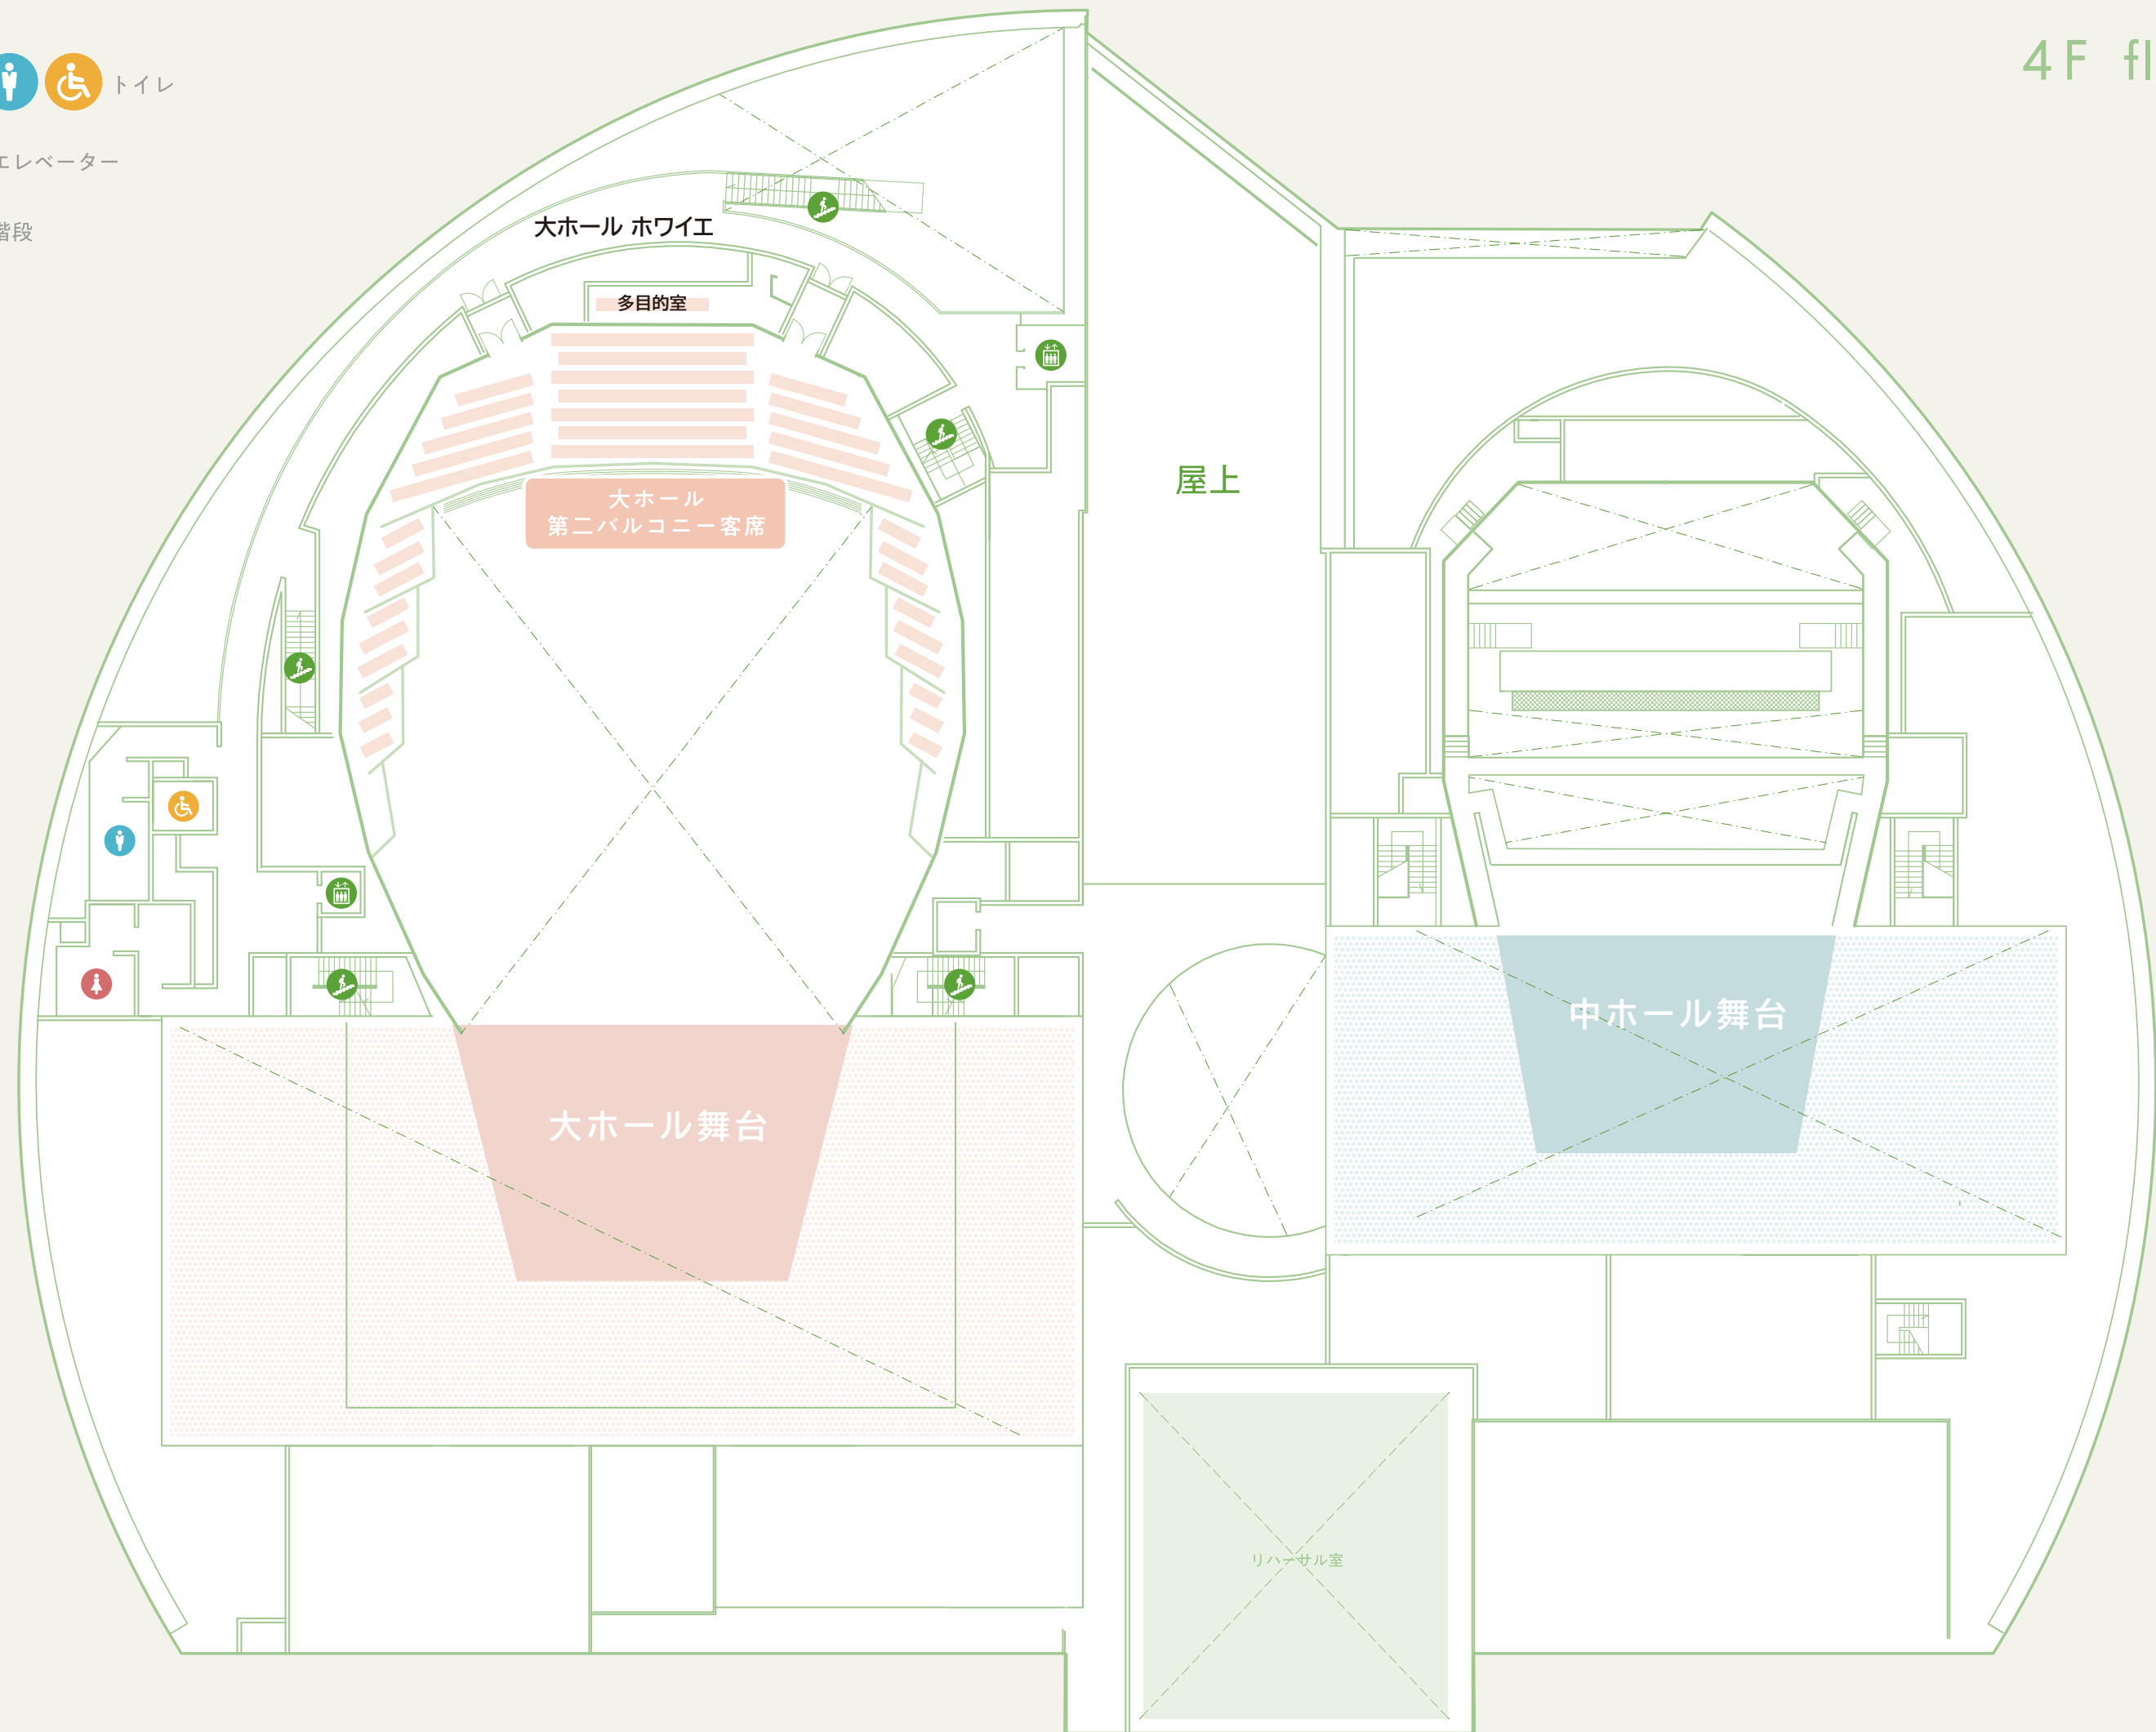 トイレ
エレベーター
階段
4F fl
大ホール ホワイエ
多目的室
大ホール
第二バルコニー客席
屋上
中ホール舞台
大ホール舞台
リハーサル室